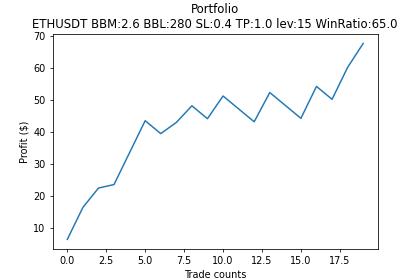 Portfolio
ETHUSDT BBM:2.6 BBL:280 SL:0.4 TP:1.0 lev:15 WinRatio:65.0
70
60
50
40
30
20
10
Profit ($)
0.0 2.5 5.0 7.5 10.0 12.5 15.0 17.5
Trade counts